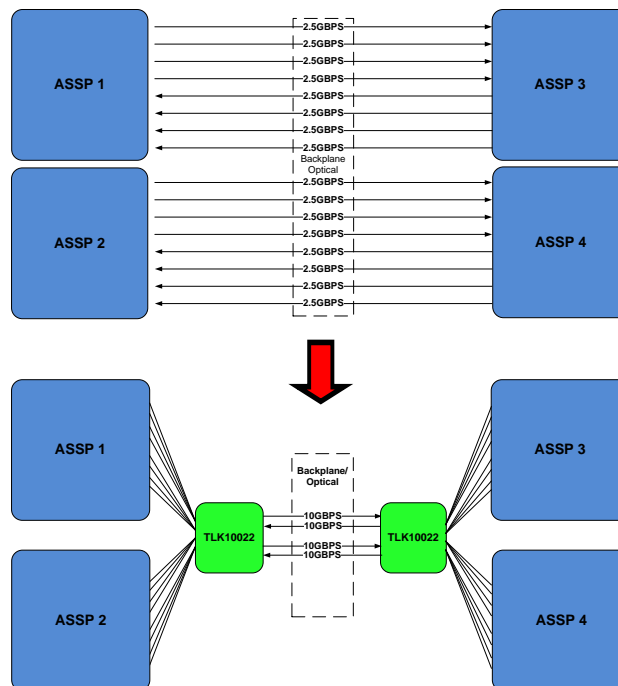 2.5GBPS
2.5GBPS
2.5GBPS
2.5GBPS
ASSP 1
ASSP 3
2.5GBPS
2.5GBPS
2.5GBPS
2.5GBPS
Backplane
Optical
2.5GBPS
2.5GBPS
2.5GBPS
2.5GBPS
ASSP 2
ASSP 4
2.5GBPS
2.5GBPS
2.5GBPS
2.5GBPS
ASSP 1
ASSP 3
Backplane/
Optical
10GBPS
10GBPS
TLK10022
TLK10022
10GBPS
10GBPS
ASSP 2
ASSP 4